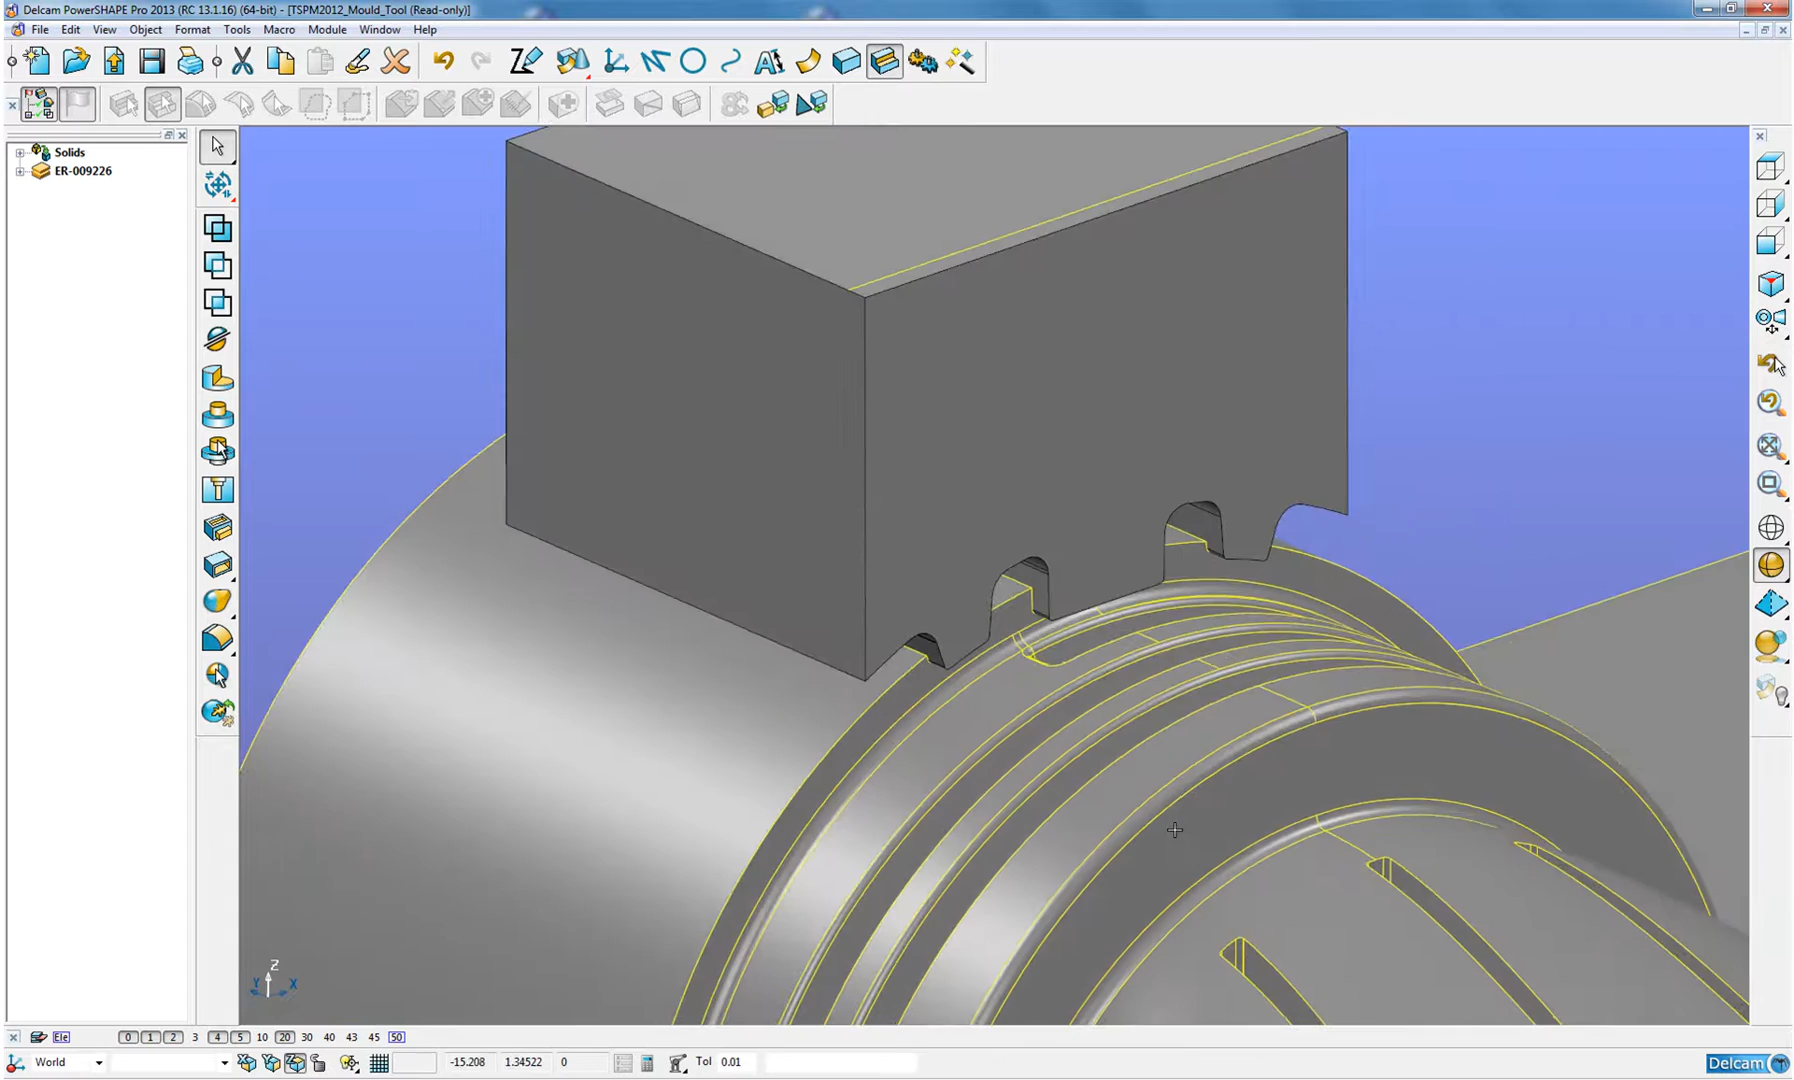 Delcam PowerSHAPE Pro 2013 (RC 13.1.16) (64-bit) - [TSPM2012_Mould_Tool (Read-only)]
File Edit View Object Format Tools Macro Module Window Help
Solids
ER-009226
Z
Y X
Ele 0 1 2 3 4 5 10 20 30 40 43 45 50
World -15.208 1.34522 0 Tol 0.01 Delcam